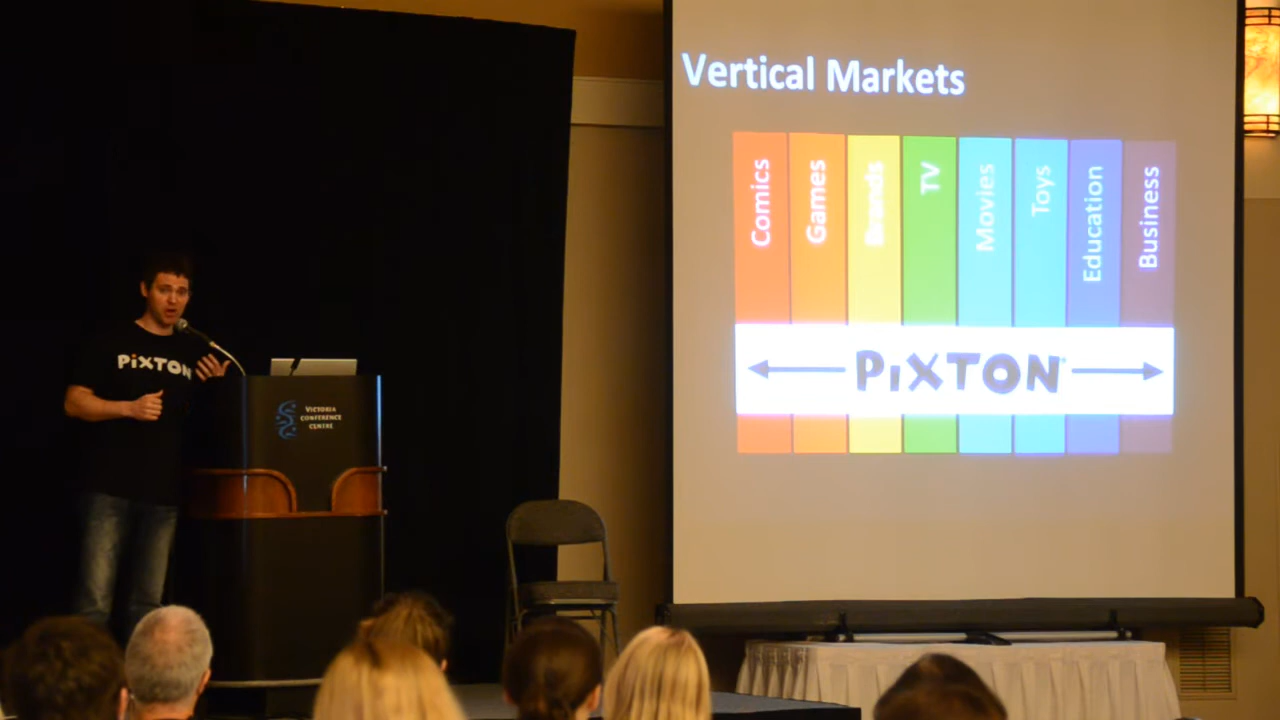 Vertical Markets
Comics
Games
Brands
TV
Movies
Toys
Education
Business
PiXTON
PiXTON
VICTORIA
CONFERENCE
CENTRE